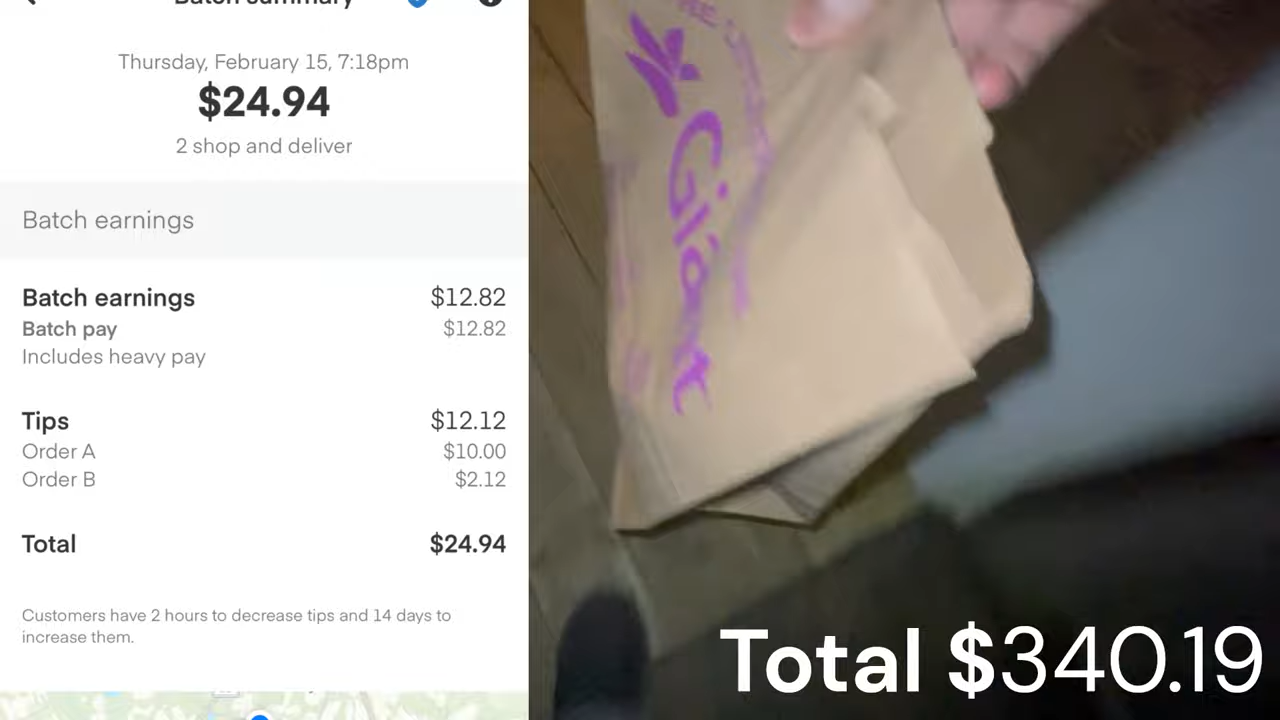 Batch summary
Thursday, February 15, 7:18pm
$24.94
2 shop and deliver
Batch earnings
Batch earnings $12.82
Batch pay $12.82
Includes heavy pay
Tips $12.12
Order A $10.00
Order B $2.12
Total $24.94
Customers have 2 hours to decrease tips and 14 days to
increase them.
Giant
Total $340.19